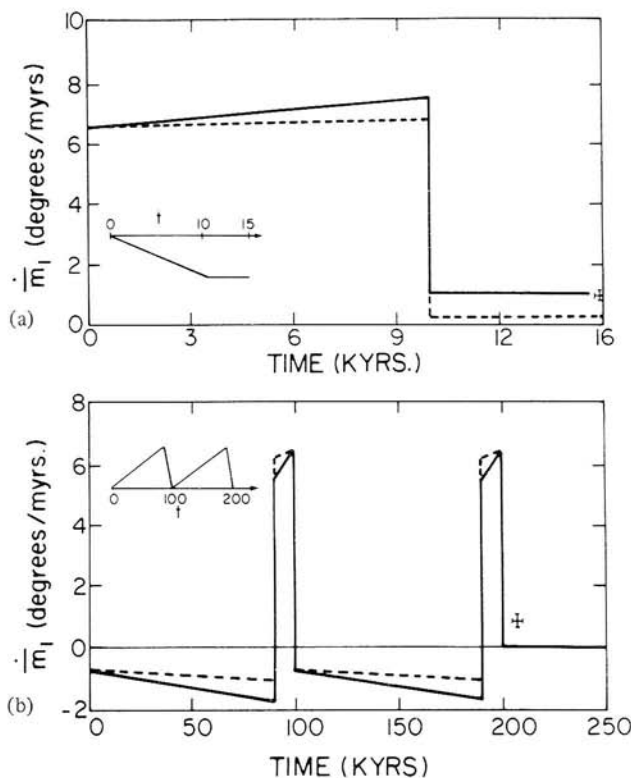 10
8
6
4
2
0
ṁ̄₁ (degrees/myrs)
t
0 10 15
(a)
0 3 6 9 12 16
TIME (KYRS.)
8
6
4
2
0
-2
ṁ̄₁ (degrees/myrs.)
0 100 200
t
(b)
0 50 100 150 200 250
TIME (KYRS)